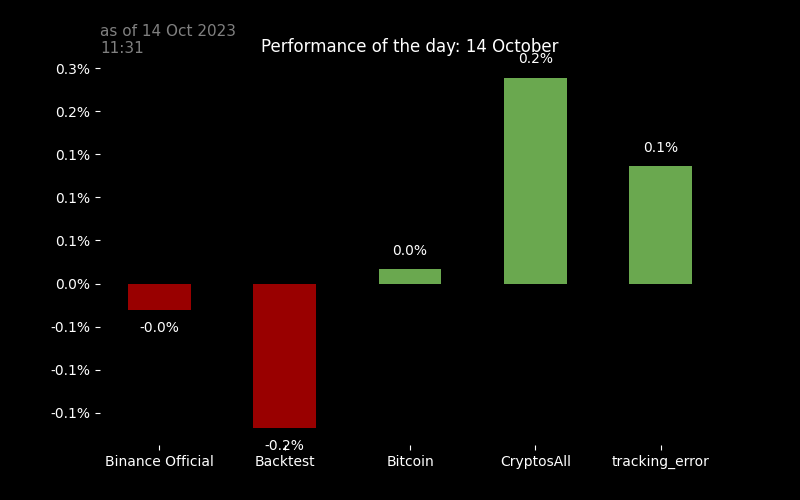 as of 14 Oct 2023
11:31
Performance of the day: 14 October
0.3%
0.2%
0.1%
0.1%
0.1%
0.0%
-0.1%
-0.1%
-0.1%
-0.0%
-0.2%
0.0%
0.2%
0.1%
Binance Official
Backtest
Bitcoin
CryptosAll
tracking_error